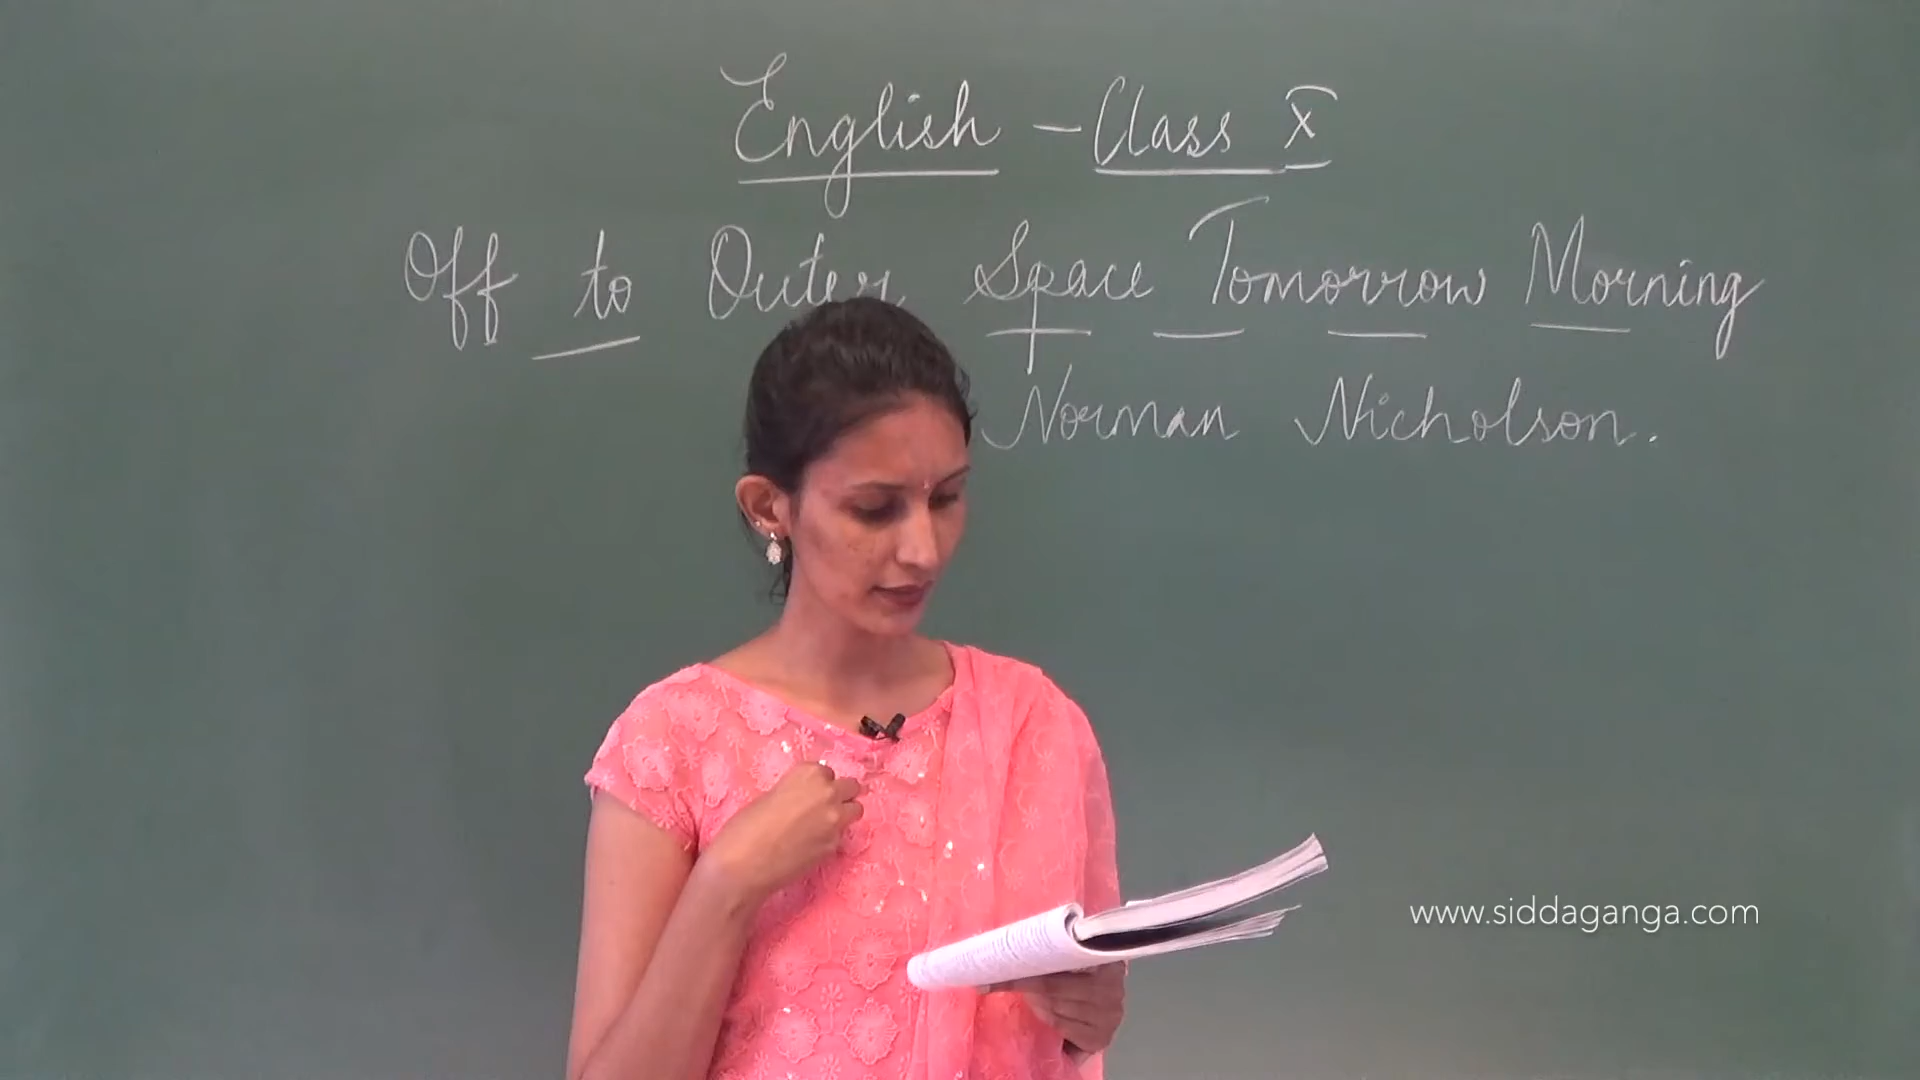 English - Class X
Off to Outer Space Tomorrow Morning
Norman Nicholson.
www.siddaganga.com